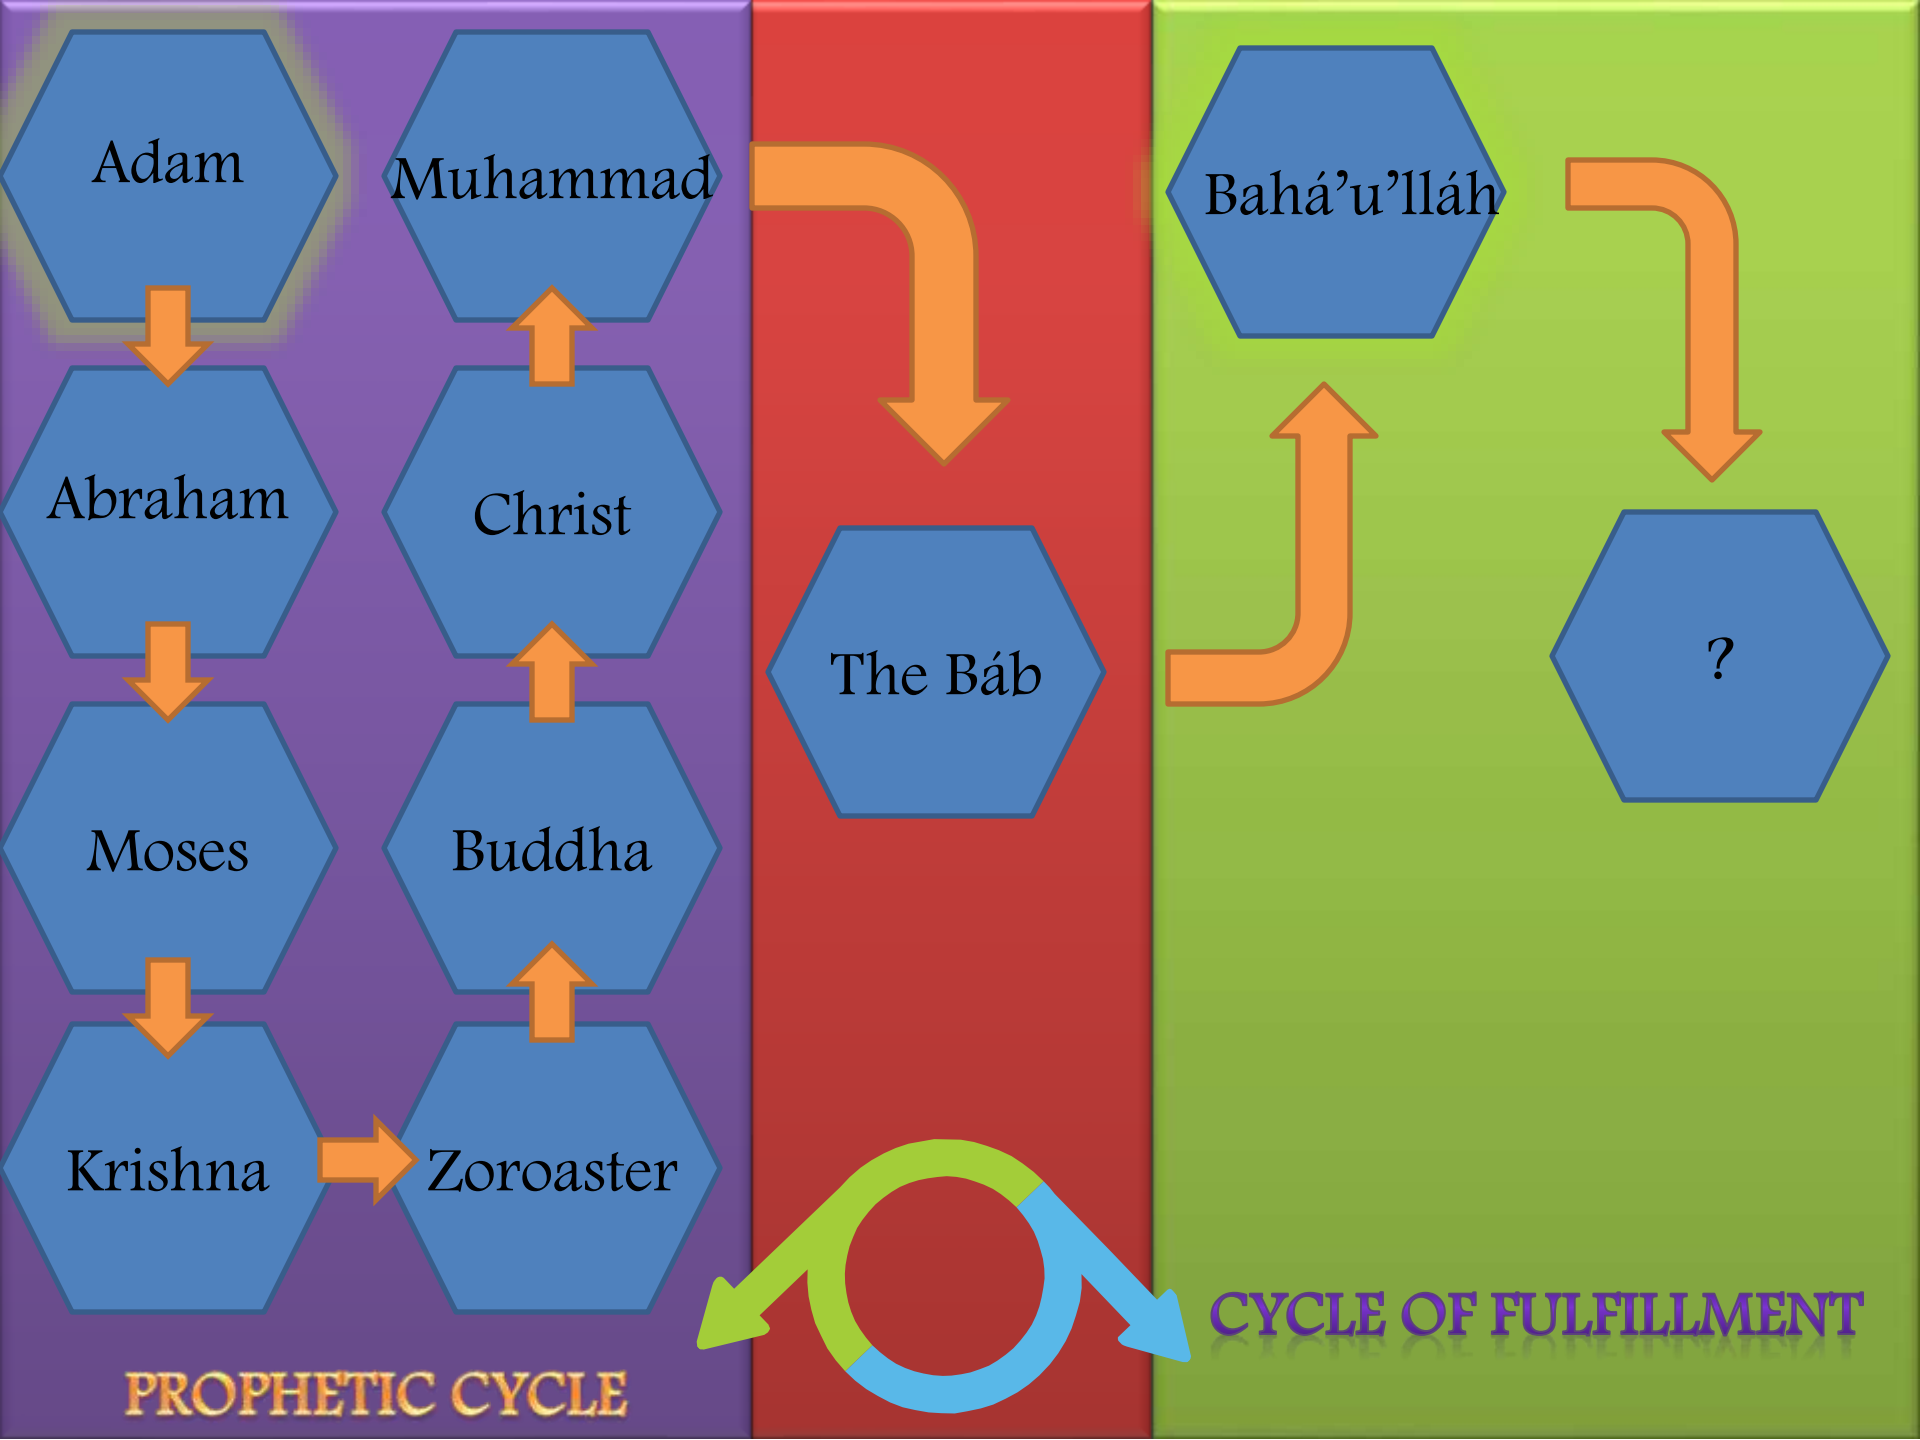 Adam
Abraham
Moses
Krishna
Zoroaster
Buddha
Christ
Muhammad
The Báb
Bahá’u’lláh
?
PROPHETIC CYCLE
CYCLE OF FULFILLMENT